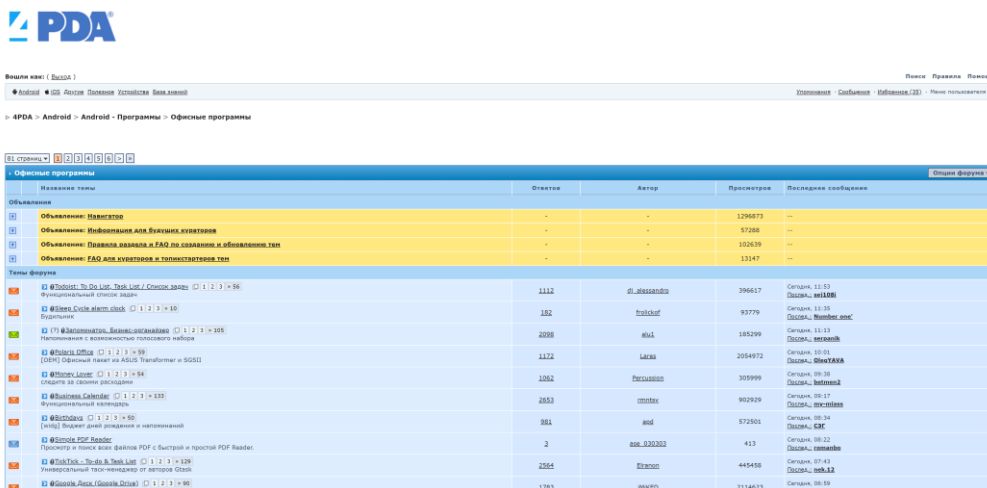 4PDA
Вошли как: ( Выход )
Поиск Правила Помощ
Android iOS Другие Полезное Устройства База знаний
Упоминания · Сообщения · Избранное (35) · Меню пользователя
4PDA > Android > Android - Программы > Офисные программы
81 страниц 1 2 3 4 5 6 > »
Офисные программы
Опции форума
Название темы Ответов Автор Просмотров Последнее сообщение
Объявления
Объявление: Навигатор - - 1296873 --
Объявление: Информация для будущих кураторов - - 57288 --
Объявление: Правила раздела и FAQ по созданию и обновлению тем - - 102639 --
Объявление: FAQ для кураторов и топикстартеров тем - - 13147 --
Темы форума
Todoist: To Do List, Task List / Список задач 1 2 3 » 56
Функциональный список задач
1112 dj_alessandro 396617
Сегодня, 11:53
Послед.: sej108i
Sleep Cycle alarm clock 1 2 3 » 10
Будильник
182 frolickof 93779
Сегодня, 11:35
Послед.: Number one'
(?) Запоминатор. Бизнес-органайзер 1 2 3 » 105
Напоминания с возможностью голосового набора
2098 alu1 185299
Сегодня, 11:13
Послед.: serpanik
Polaris Office 1 2 3 » 59
[OEM] Офисный пакет из ASUS Transformer и SGSII
1172 Laras 2054972
Сегодня, 10:01
Послед.: OlegYAVA
Money Lover 1 2 3 » 54
следите за своими расходами
1062 Percussion 305999
Сегодня, 09:38
Послед.: betmen2
Business Calendar 1 2 3 » 133
Функциональный календарь
2653 rmntsv 902929
Сегодня, 09:17
Послед.: my-miass
Birthdays 1 2 3 » 50
[widg] Виджет дней рождения и напоминаний
981 apd 572501
Сегодня, 08:34
Послед.: СЭГ
Simple PDF Reader
Просмотр и поиск всех файлов PDF с быстрой и простой PDF Reader.
3 ase_030303 413
Сегодня, 08:22
Послед.: romanbo
TickTick - To-do & Task List 1 2 3 » 129
Универсальный таск-менеджер от авторов Gtask
2564 Eiranon 445458
Сегодня, 07:43
Послед.: nek.12
Google Диск (Google Drive) 1 2 3 » 90
1783 WiKED 2114623
Сегодня, 06:59